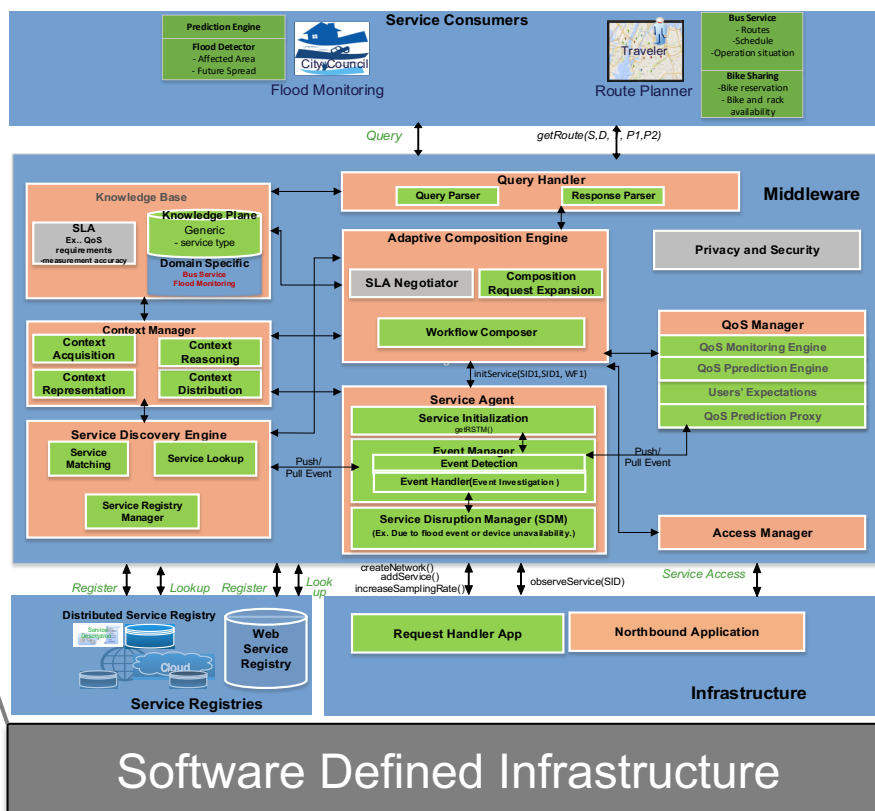 Service Consumers
Prediction Engine
Flood Detector
- Affected Area
- Future Spread
City Council
Flood Monitoring
Traveler
Route Planner
Bus Service
- Routes
- Schedule
-Operation situation
Bike Sharing
-Bike reservation
- Bike and rack
availability
Query
getRoute(S,D, , P1,P2)
Middleware
Query Handler
Query Parser
Response Parser
Knowledge Base
SLA
Ex.. QoS
requirements
-measurement accuracy
Knowledge Plane
Generic
- service type
Domain Specific
Bus Service
Flood Monitoring
Adaptive Composition Engine
SLA Negotiator
Composition
Request Expansion
Workflow Composer
Privacy and Security
Context Manager
Context
Acquisition
Context
Reasoning
Context
Representation
Context
Distribution
QoS Manager
QoS Monitoring Engine
QoS Pprediction Engine
Users' Expectations
QoS Prediction Proxy
initService(SID1,SID1, WF1)
Service Agent
Service Initialization
getRSTM()
Event Manager
Event Detection
Event Handler(Event Investigation )
Service Disruption Manager (SDM)
(Ex. Due to flood event or device unavailability.)
Service Discovery Engine
Service
Matching
Service Lookup
Service Registry
Manager
Push/
Pull Event
Push/
Pull Event
Access Manager
Register
Lookup
Register
Look
up
createNetwork()
addService()
increaseSamplingRate()
observeService(SID)
Service Access
Distributed Service Registry
Service
Description
Cloud
Web
Service
Registry
Service Registries
Request Handler App
Northbound Application
Infrastructure
Software Defined Infrastructure